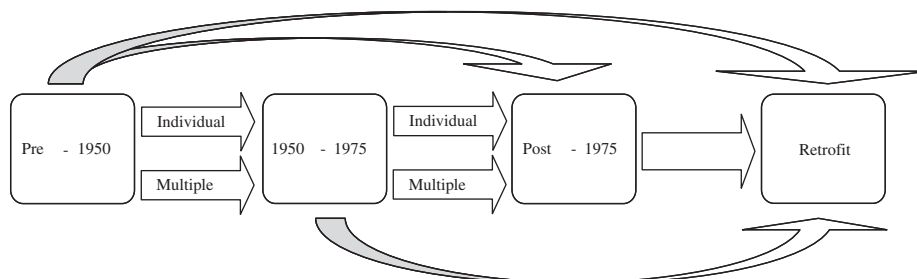 Individual
Individual
Pre - 1950
1950 - 1975
Post - 1975
Retrofit
Multiple
Multiple